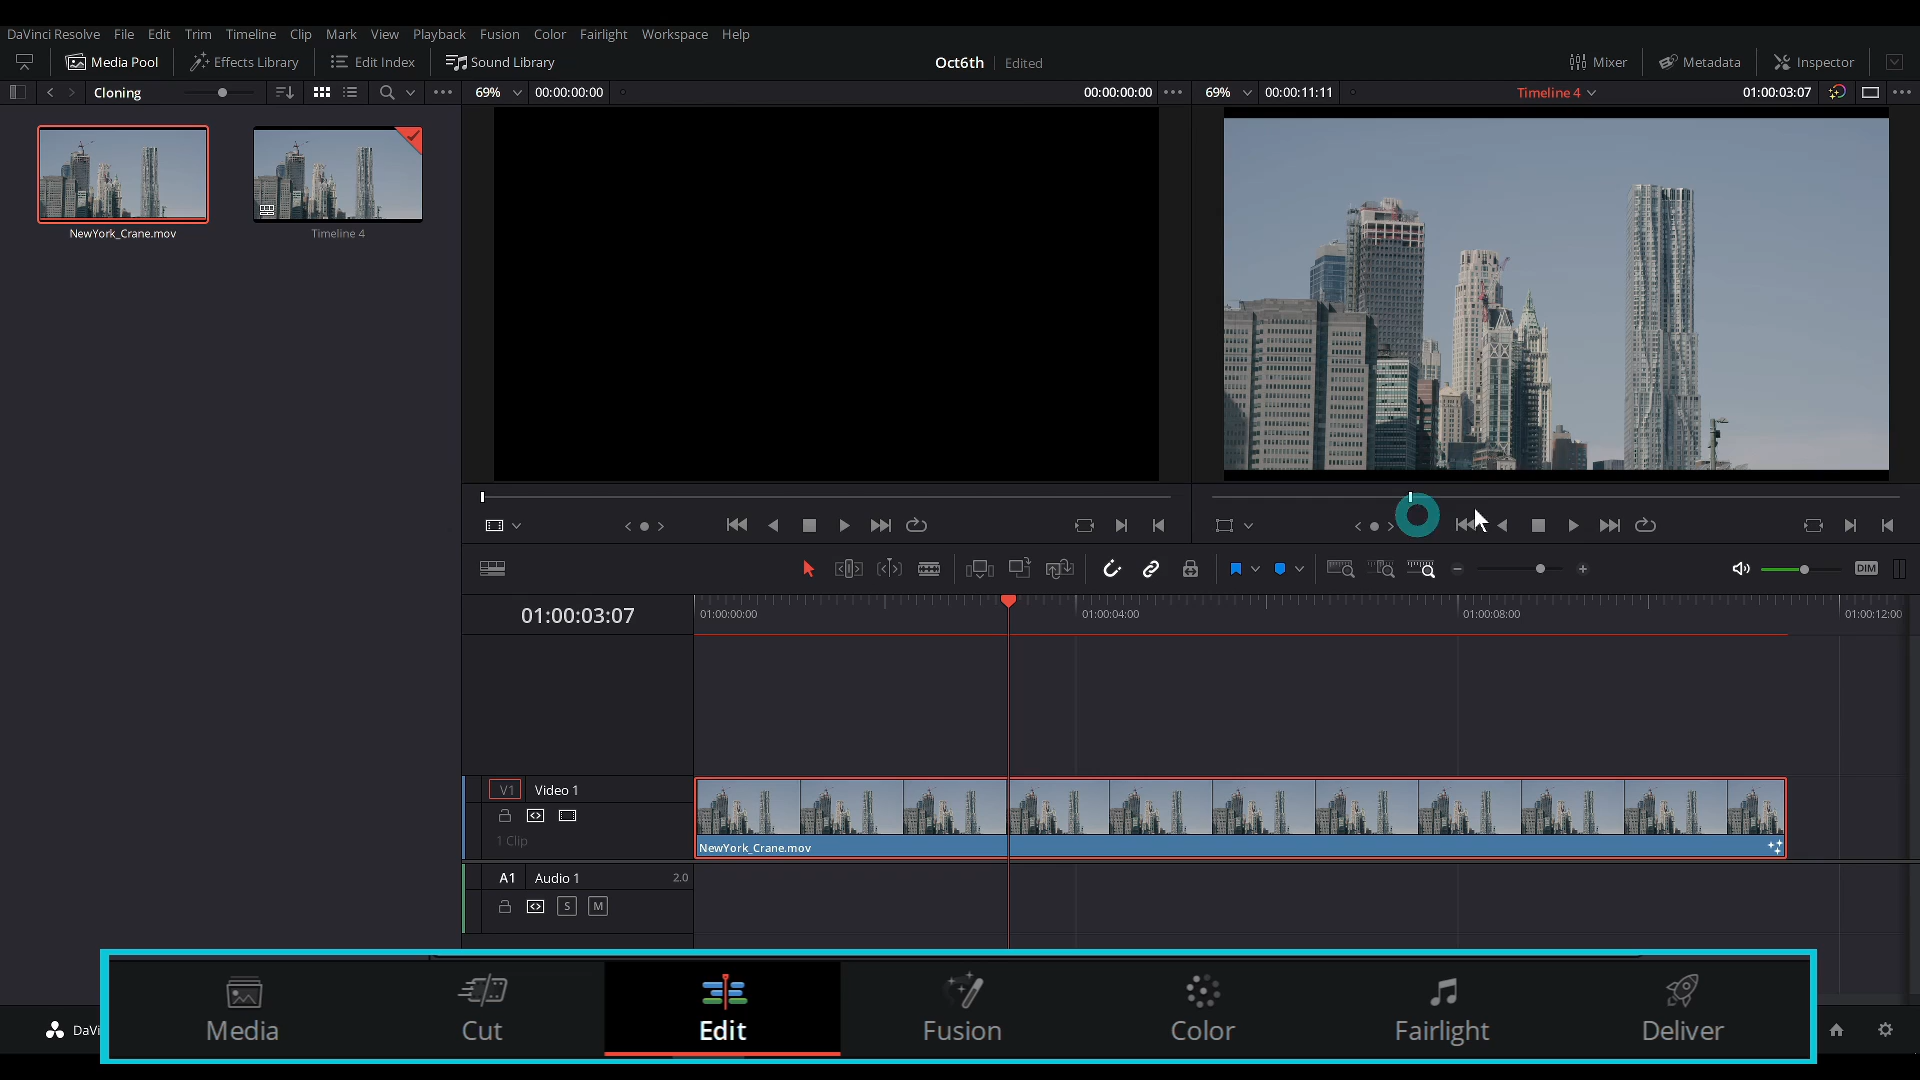 DaVinci Resolve File Edit Trim Timeline Clip Mark View Playback Fusion Color Fairlight Workspace Help
Media Pool Effects Library Edit Index Sound Library Oct6th Edited Mixer Metadata Inspector
Cloning 69% 00:00:00:00 00:00:00:00 69% 00:00:11:11 Timeline 4 01:00:03:07
NewYork_Crane.mov Timeline 4
DIM
01:00:03:07 01:00:00:00 01:00:04:00 01:00:08:00 01:00:12:00
V1 Video 1
1 Clip
NewYork_Crane.mov
A1 Audio 1 2.0
S M
Media Cut Edit Fusion Color Fairlight Deliver